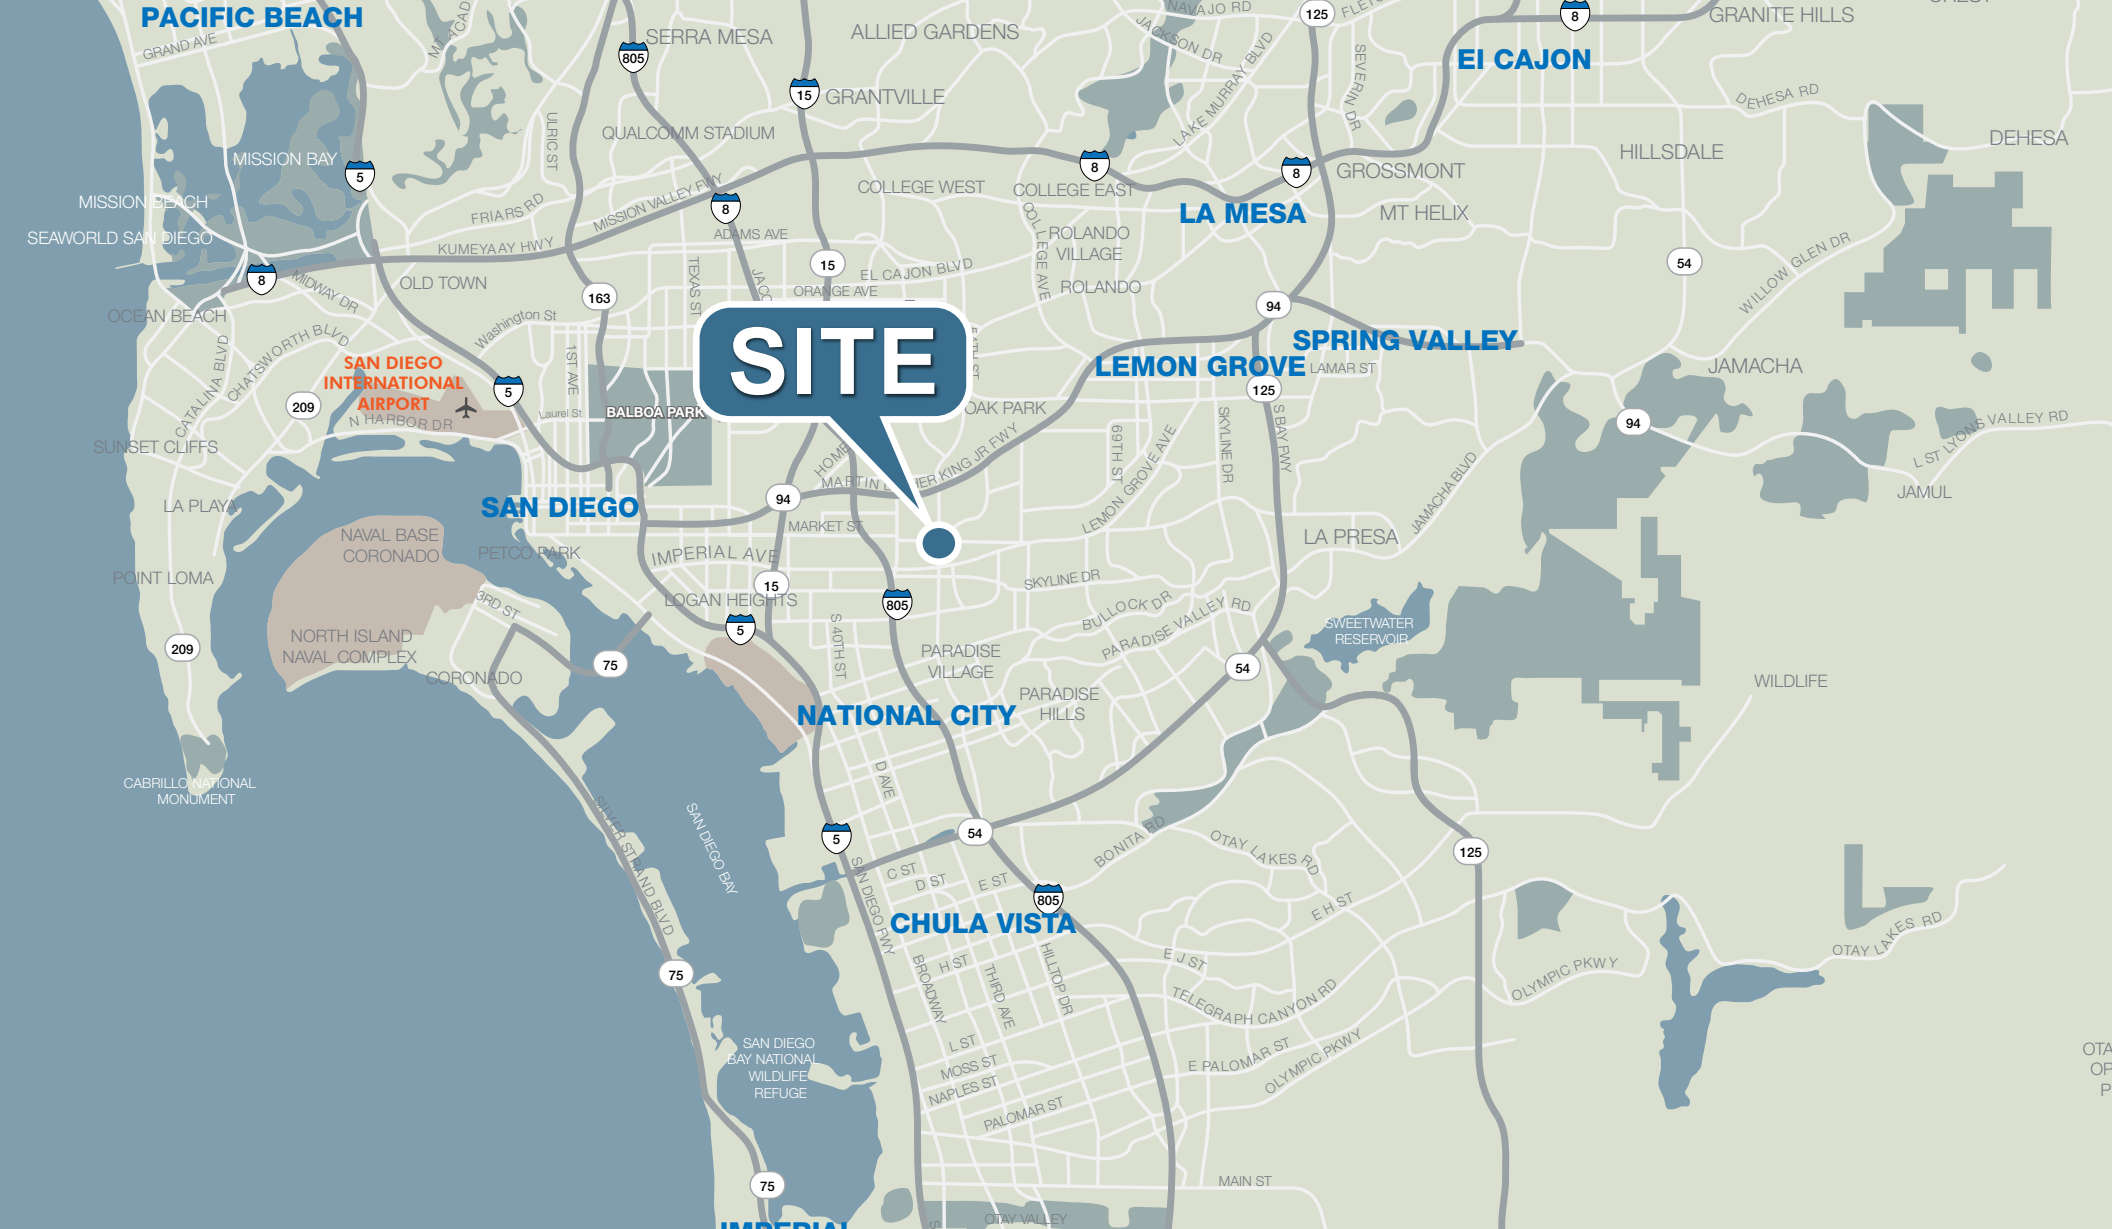 PACIFIC BEACH
GRAND AVE
SERRA MESA
ALLIED GARDENS
NAVAJO RD
JACKSON DR
125
8
GRANITE HILLS
EI CAJON
805
15
GRANTVILLE
LAKE MURRAY BLVD
SEVERIN DR
DEHESA RD
DEHESA
QUALCOMM STADIUM
ULRIC ST
MISSION BAY
5
8
8
GROSSMONT
HILLSDALE
MISSION BEACH
SEAWORLD SAN DIEGO
FRIARS RD
MISSION VALLEY FWY
8
COLLEGE WEST
COLLEGE EAST
LA MESA
MT HELIX
ADAMS AVE
KUMEYAAY HWY
COLLEGE AVE
ROLANDO
VILLAGE
ROLANDO
8
MIDWAY DR
OLD TOWN
163
TEXAS ST
15
EL CAJON BLVD
ORANGE AVE
54
WILLOW GLEN DR
94
OCEAN BEACH
Washington St
SITE
SPRING VALLEY
LEMON GROVE
LAMAR ST
JAMACHA
CATALINA BLVD
CHATSWORTH BLVD
SAN DIEGO
INTERNATIONAL
AIRPORT
N HARBOR DR
209
5
1ST AVE
Laurel St
BALBOA PARK
OAK PARK
125
94
L ST LYONS VALLEY RD
JAMUL
SUNSET CLIFFS
LA PLAYA
SAN DIEGO
94
MARKET ST
69TH ST
LEMON GROVE AVE
SKYLINE DR
S BAY FWY
JAMACHA BLVD
LA PRESA
NAVAL BASE
CORONADO
PETCO PARK
IMPERIAL AVE
POINT LOMA
3RD ST
15
LOGAN HEIGHTS
805
SKYLINE DR
BULLOCK DR
PARADISE VALLEY RD
SWEETWATER
RESERVOIR
NORTH ISLAND
NAVAL COMPLEX
209
5
S 40TH ST
PARADISE
VILLAGE
75
CORONADO
54
WILDLIFE
PARADISE
HILLS
NATIONAL CITY
D AVE
CABRILLO NATIONAL
MONUMENT
SILVER STRAND BLVD
SAN DIEGO BAY
5
54
BONITA RD
OTAY LAKES RD
125
SAN DIEGO FWY
C ST
D ST
E ST
805
CHULA VISTA
E H ST
OTAY LAKES RD
75
BROADWAY
H ST
THIRD AVE
HILLTOP DR
E J ST
TELEGRAPH CANYON RD
OLYMPIC PKWY
SAN DIEGO
BAY NATIONAL
WILDLIFE
REFUGE
L ST
MOSS ST
NAPLES ST
PALOMAR ST
E PALOMAR ST
OLYMPIC PKWY
75
MAIN ST
OTAY VALLEY
IMPERIAL